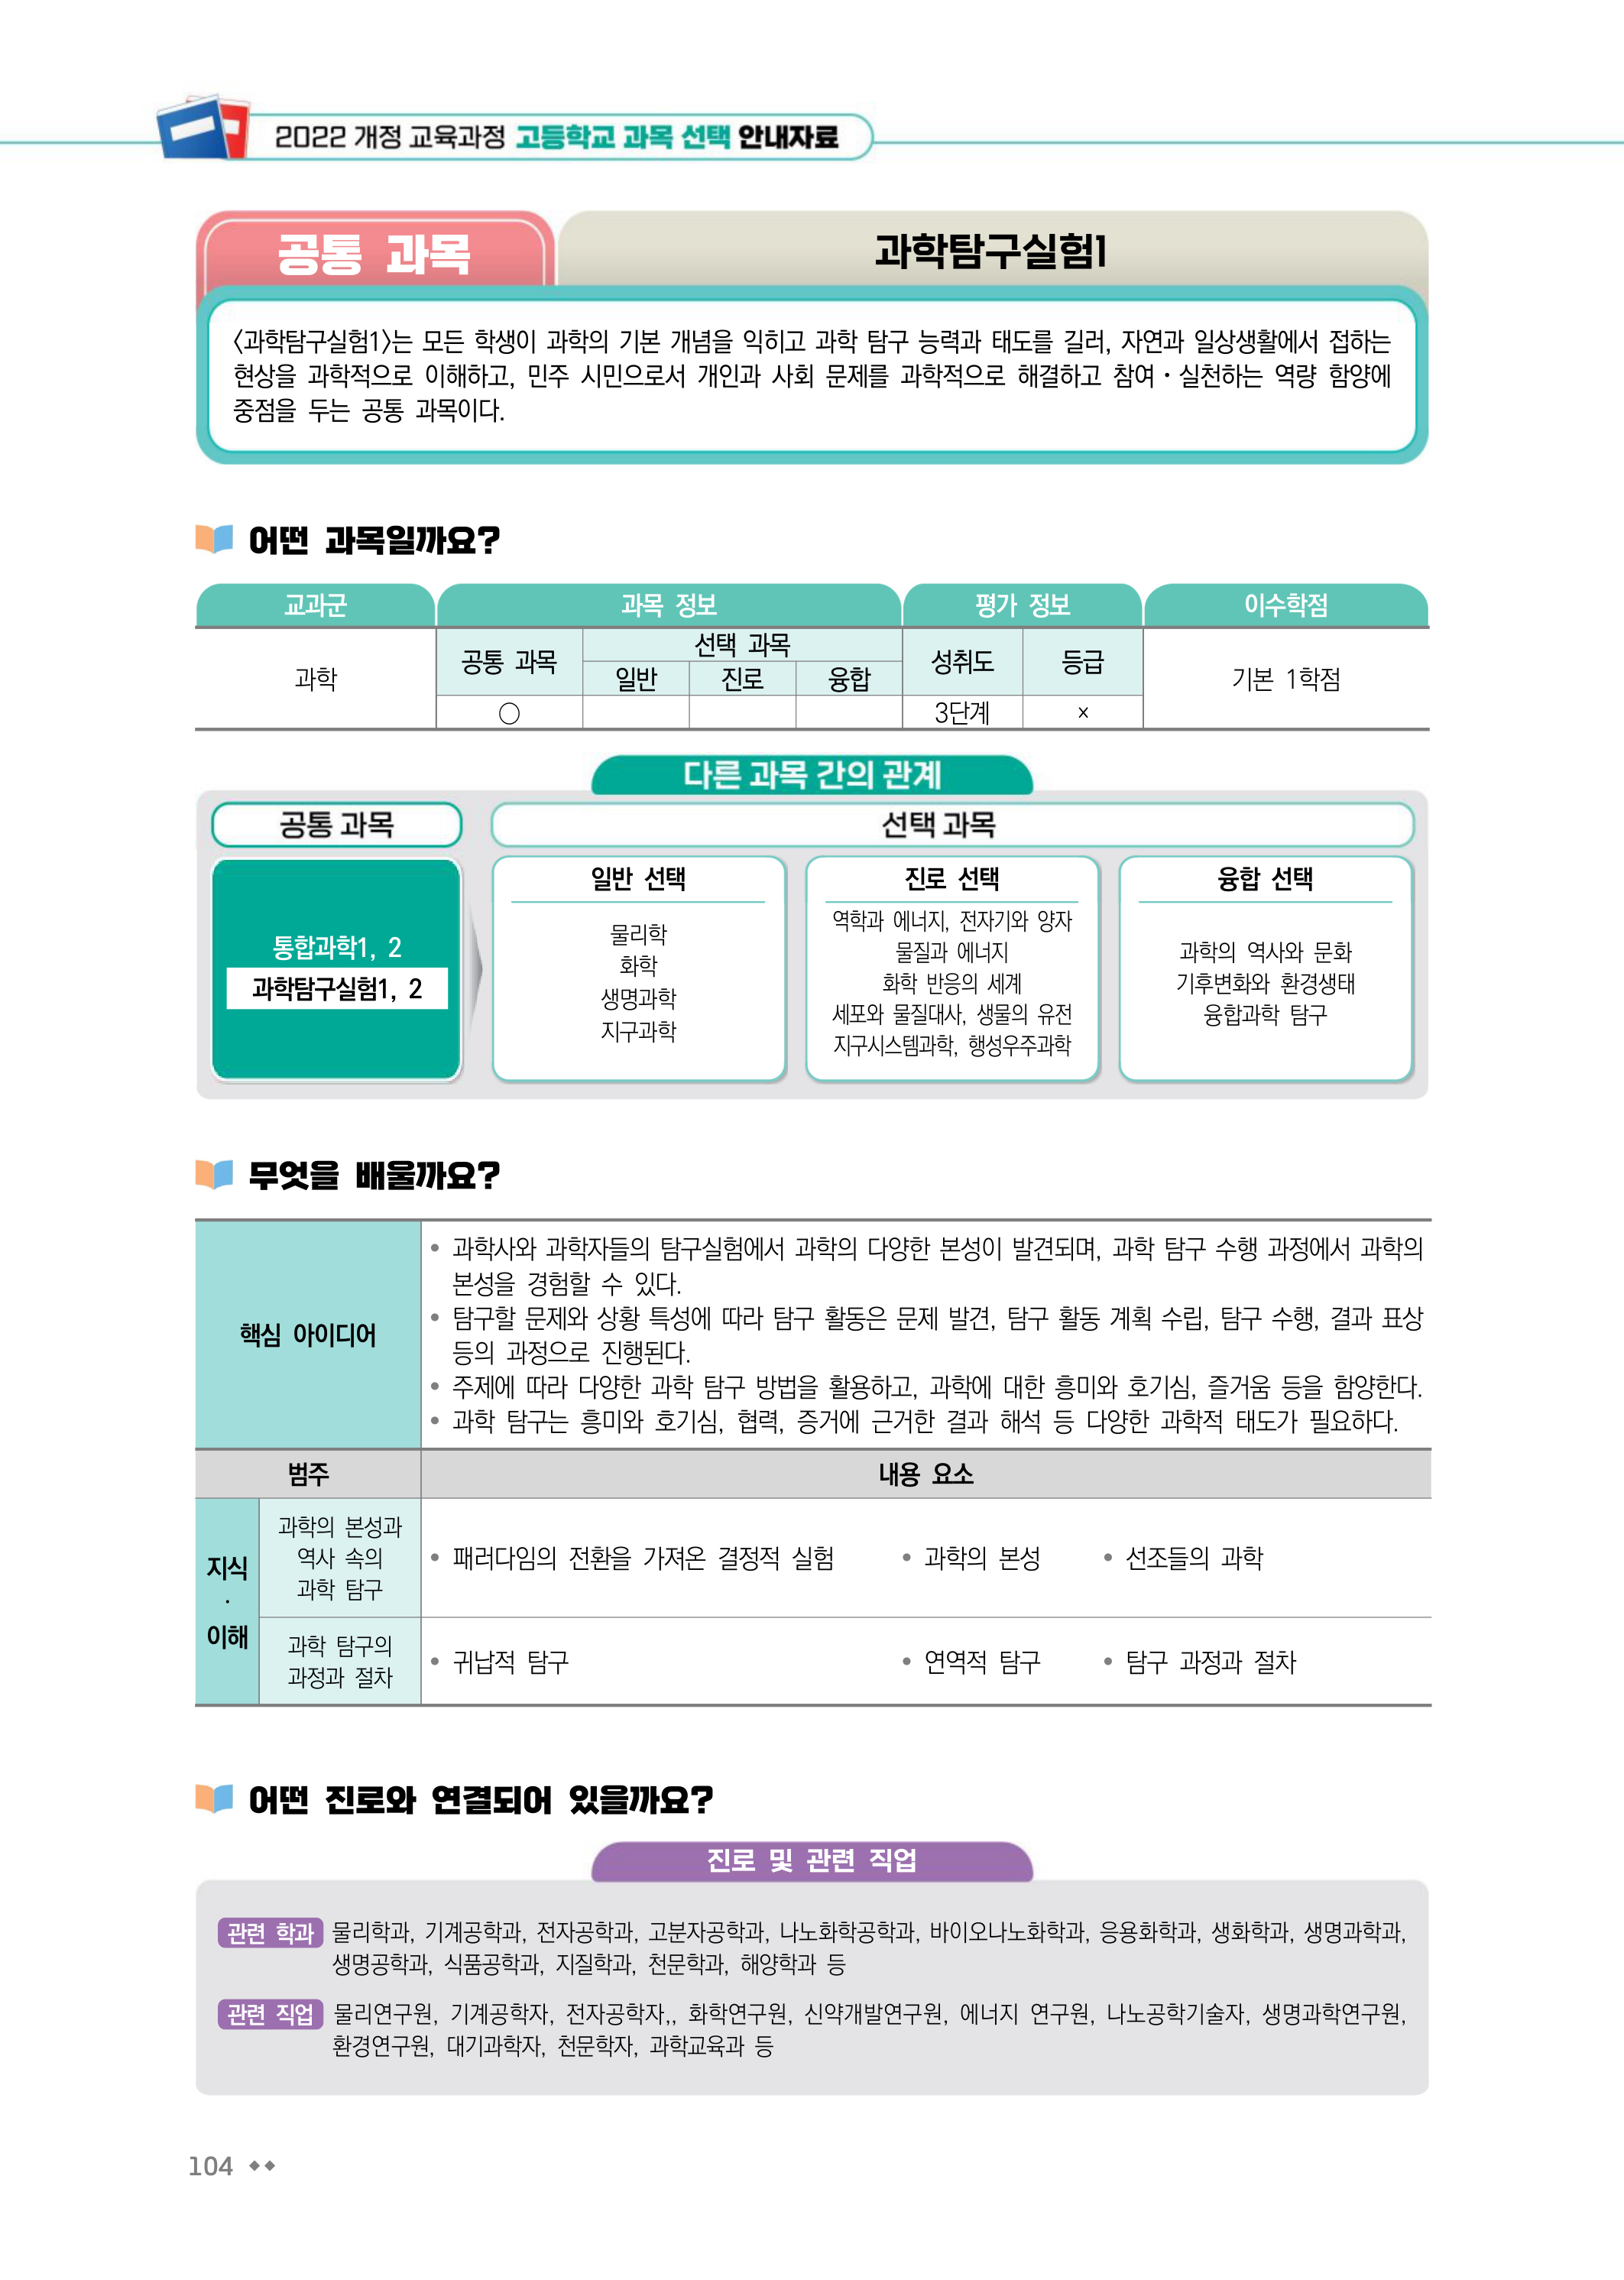 2022 개정 교육과정 고등학교 과목 선택 안내자료
공통 과목
과학탐구실험1
〈과학탐구실험1〉는 모든 학생이 과학의 기본 개념을 익히고 과학 탐구 능력과 태도를 길러, 자연과 일상생활에서 접하는
현상을 과학적으로 이해하고, 민주 시민으로서 개인과 사회 문제를 과학적으로 해결하고 참여·실천하는 역량 함양에
중점을 두는 공통 과목이다.
어떤 과목일까요?
교과군 과목 정보 평가 정보 이수학점
과학 공통 과목 선택 과목 성취도 등급 기본 1학점
일반 진로 융합
○ 3단계 ×
다른 과목 간의 관계
공통 과목 선택 과목
통합과학1, 2
과학탐구실험1, 2
일반 선택
물리학
화학
생명과학
지구과학
진로 선택
역학과 에너지, 전자기와 양자
물질과 에너지
화학 반응의 세계
세포와 물질대사, 생물의 유전
지구시스템과학, 행성우주과학
융합 선택
과학의 역사와 문화
기후변화와 환경생태
융합과학 탐구
무엇을 배울까요?
핵심 아이디어
• 과학사와 과학자들의 탐구실험에서 과학의 다양한 본성이 발견되며, 과학 탐구 수행 과정에서 과학의
본성을 경험할 수 있다.
• 탐구할 문제와 상황 특성에 따라 탐구 활동은 문제 발견, 탐구 활동 계획 수립, 탐구 수행, 결과 표상
등의 과정으로 진행된다.
• 주제에 따라 다양한 과학 탐구 방법을 활용하고, 과학에 대한 흥미와 호기심, 즐거움 등을 함양한다.
• 과학 탐구는 흥미와 호기심, 협력, 증거에 근거한 결과 해석 등 다양한 과학적 태도가 필요하다.
범주 내용 요소
지식
·
이해
과학의 본성과
역사 속의
과학 탐구
• 패러다임의 전환을 가져온 결정적 실험 • 과학의 본성 • 선조들의 과학
과학 탐구의
과정과 절차
• 귀납적 탐구 • 연역적 탐구 • 탐구 과정과 절차
어떤 진로와 연결되어 있을까요?
진로 및 관련 직업
관련 학과 물리학과, 기계공학과, 전자공학과, 고분자공학과, 나노화학공학과, 바이오나노화학과, 응용화학과, 생화학과, 생명과학과,
생명공학과, 식품공학과, 지질학과, 천문학과, 해양학과 등
관련 직업 물리연구원, 기계공학자, 전자공학자,, 화학연구원, 신약개발연구원, 에너지 연구원, 나노공학기술자, 생명과학연구원,
환경연구원, 대기과학자, 천문학자, 과학교육과 등
104 ◆◆